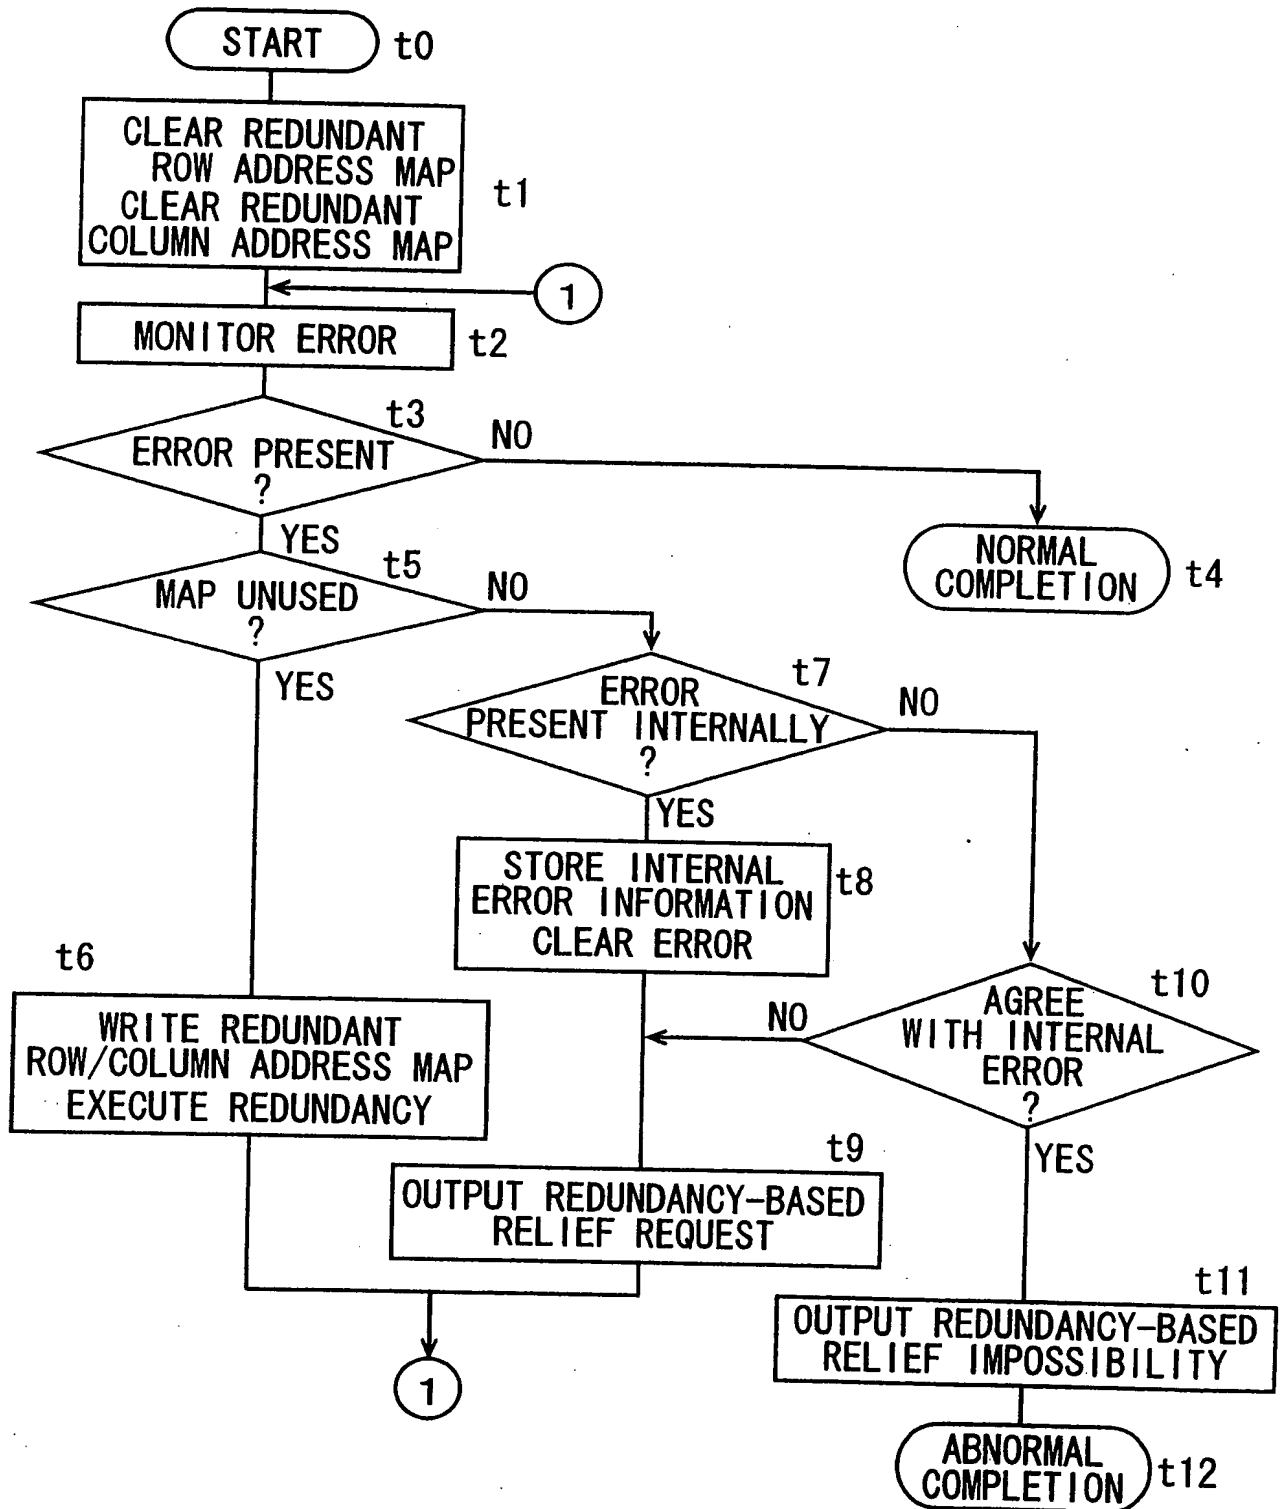 START
t0
CLEAR REDUNDANT
ROW ADDRESS MAP
CLEAR REDUNDANT
COLUMN ADDRESS MAP
t1
1
MONITOR ERROR
t2
t3
ERROR PRESENT
?
NO
YES
NORMAL
COMPLETION
t4
t5
MAP UNUSED
?
NO
YES
t7
ERROR
PRESENT INTERNALLY
?
NO
YES
STORE INTERNAL
ERROR INFORMATION
CLEAR ERROR
t8
t6
WRITE REDUNDANT
ROW/COLUMN ADDRESS MAP
EXECUTE REDUNDANCY
t10
AGREE
WITH INTERNAL
ERROR
?
NO
YES
t9
OUTPUT REDUNDANCY-BASED
RELIEF REQUEST
t11
OUTPUT REDUNDANCY-BASED
RELIEF IMPOSSIBILITY
1
ABNORMAL
COMPLETION
t12